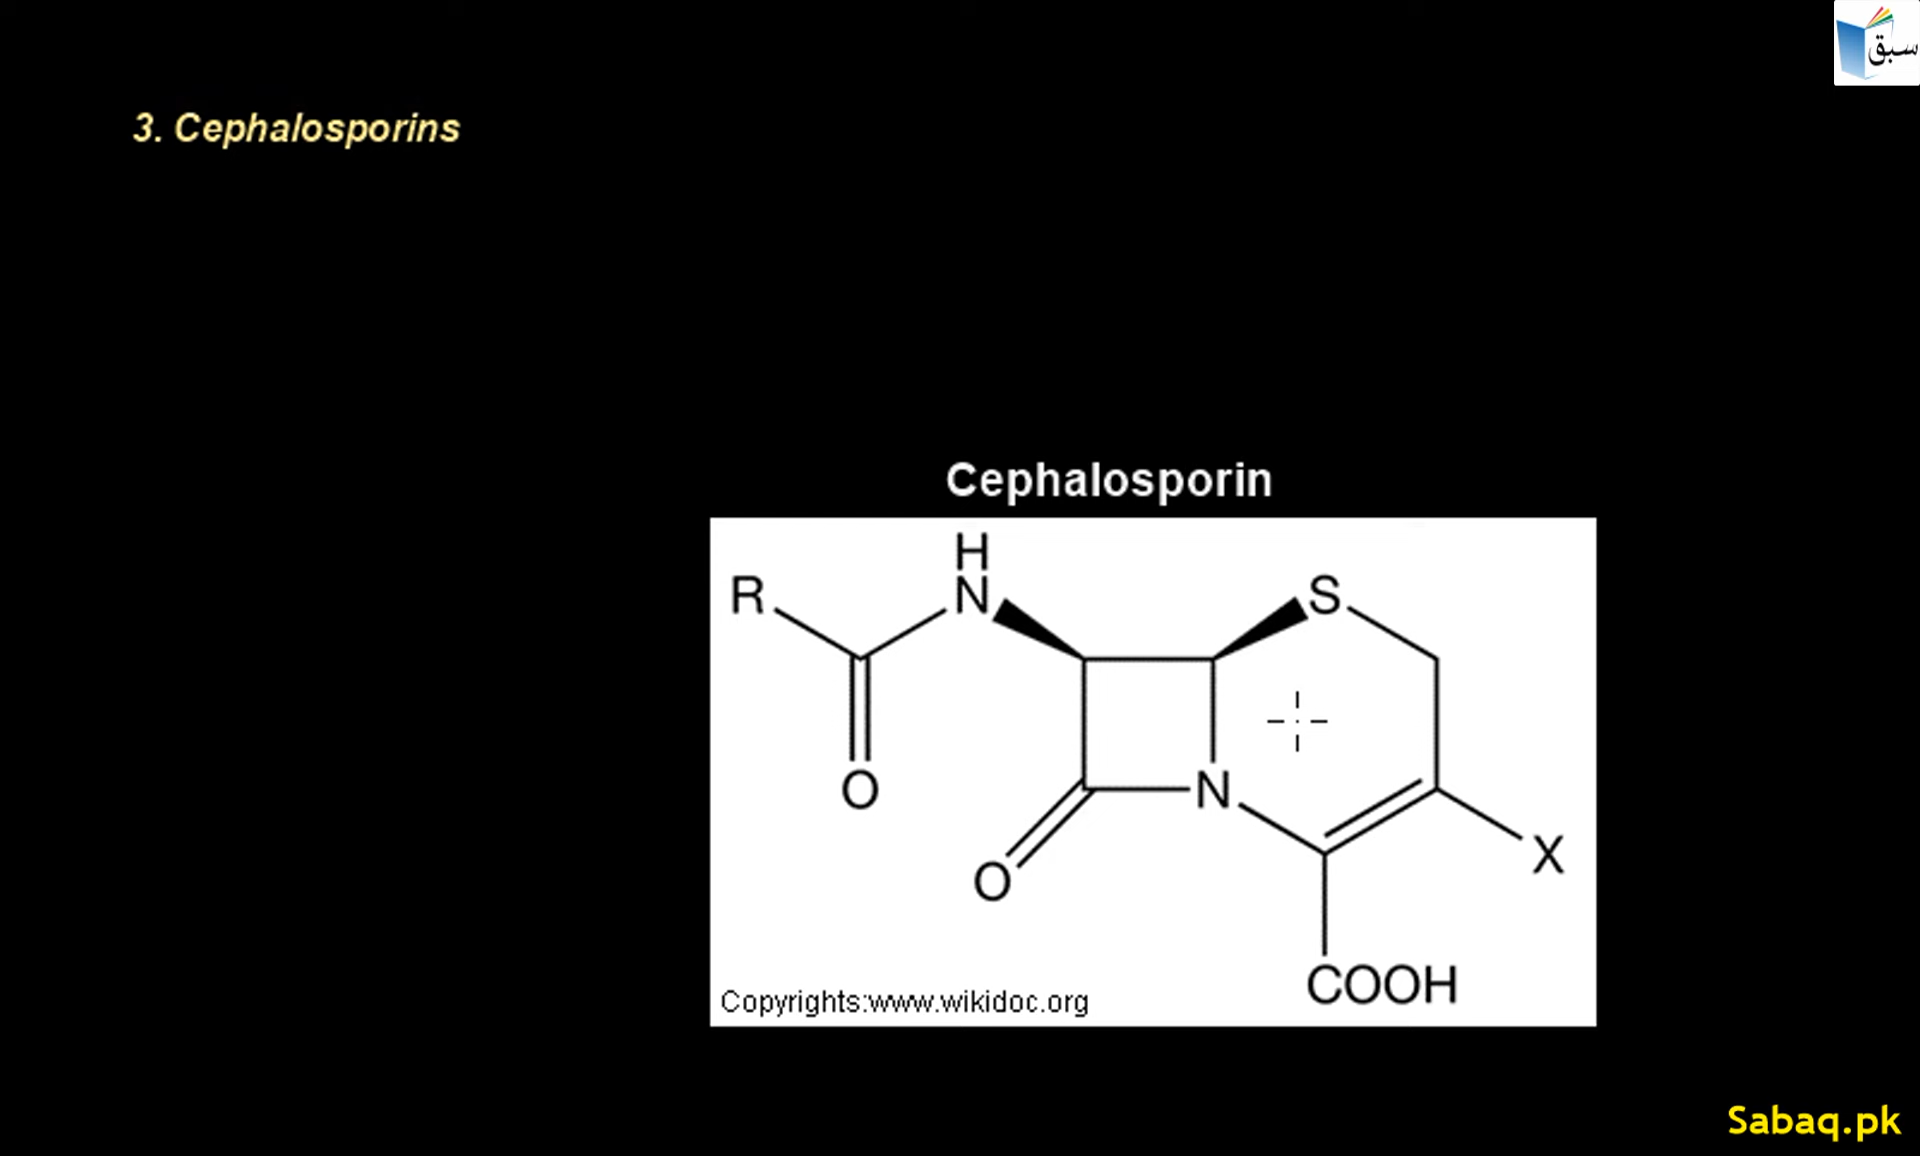 سبق
3. Cephalosporins
Cephalosporin
H
R N S
O N
X
O
COOH
Copyrights:www.wikidoc.org
Sabaq.pk